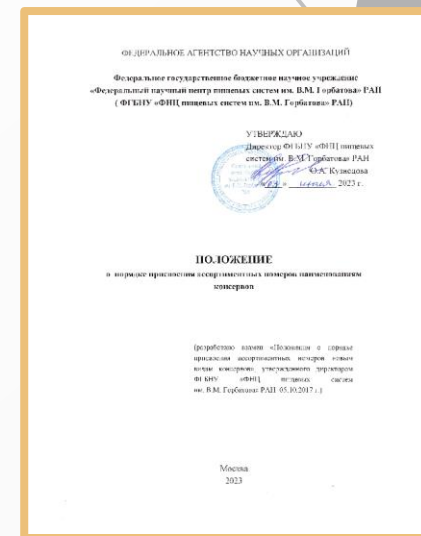 ФЕДЕРАЛЬНОЕ АГЕНТСТВО НАУЧНЫХ ОРГАНИЗАЦИЙ
Федеральное государственное бюджетное научное учреждение
«Федеральный научный центр пищевых систем им. В.М. Горбатова» РАН
( ФГБНУ «ФНЦ пищевых систем им. В.М. Горбатова» РАН)
УТВЕРЖДАЮ
Директор ФГБНУ «ФНЦ пищевых
систем им. В.М. Горбатова» РАН
О.А. Кузнецова
2023 г.
ПОЛОЖЕНИЕ
о порядке присвоения ассортиментных номеров наименованиям
консервов
(разработано взамен «Положения о порядке
присвоения ассортиментных номеров новым
видам консервов», утвержденного директором
ФГБНУ «ФНЦ пищевых систем
им. В.М. Горбатова» РАН 05.10.2017 г.)
Москва
2023